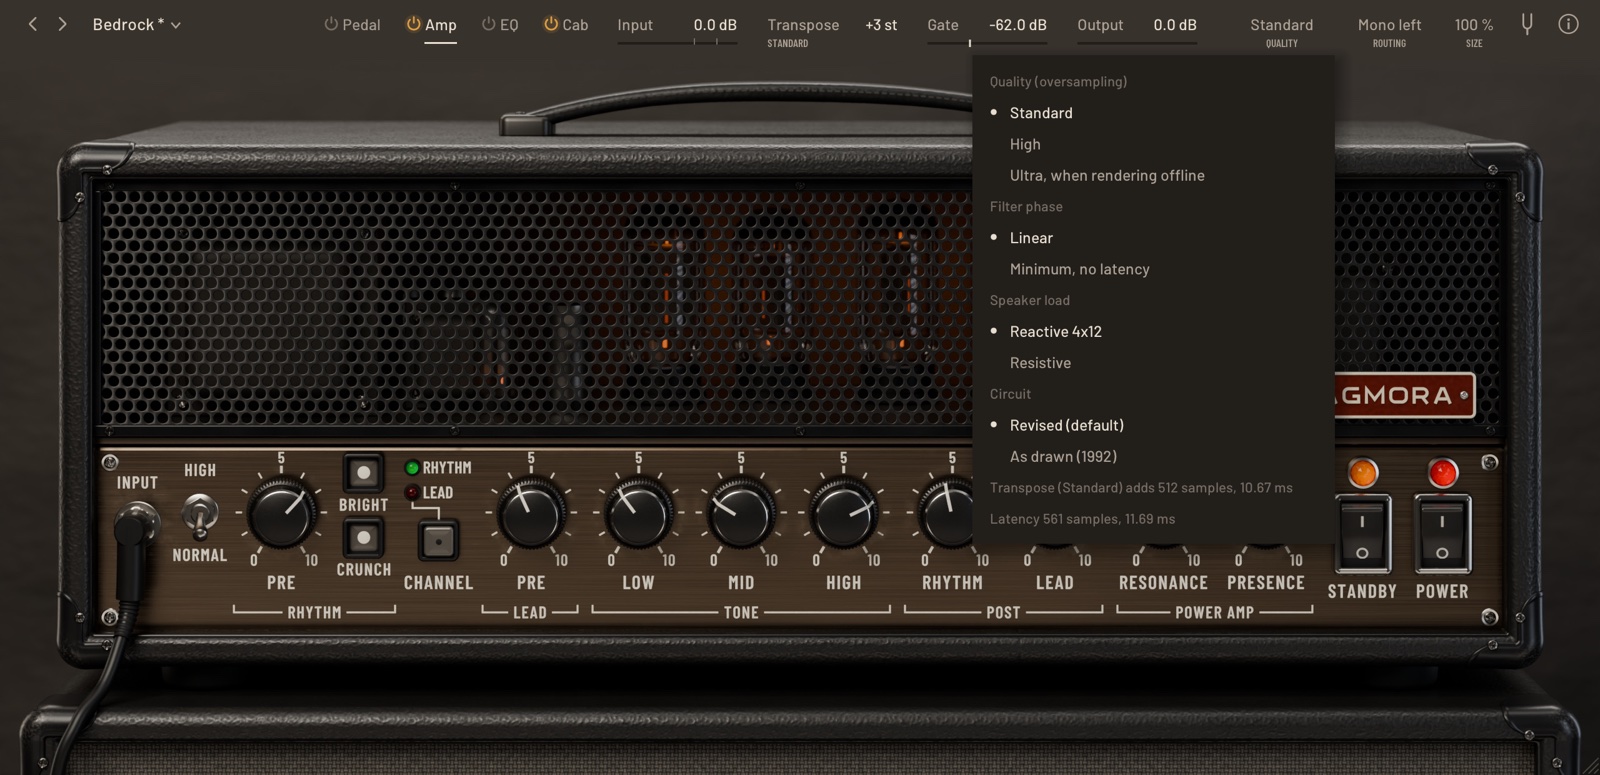 Bedrock *
Pedal Amp EQ Cab Input 0.0 dB Transpose +3 st Gate -62.0 dB Output 0.0 dB Standard Mono left 100 %
STANDARD QUALITY ROUTING SIZE
Quality (oversampling)
Standard
High
Ultra, when rendering offline
Filter phase
Linear
Minimum, no latency
Speaker load
Reactive 4x12
Resistive
Circuit
Revised (default)
As drawn (1992)
Transpose (Standard) adds 512 samples, 10.67 ms
Latency 561 samples, 11.69 ms
AGMORA
INPUT
HIGH
NORMAL
5
0 10
PRE
BRIGHT
CRUNCH
RHYTHM
RHYTHM
LEAD
CHANNEL
5
0 10
PRE
LEAD
5
0 10
LOW
5
0 10
MID
5
0 10
HIGH
TONE
5
0 10
RHYTHM
0 10
LEAD
POST
0 10
RESONANCE
0 10
PRESENCE
POWER AMP
STANDBY
POWER